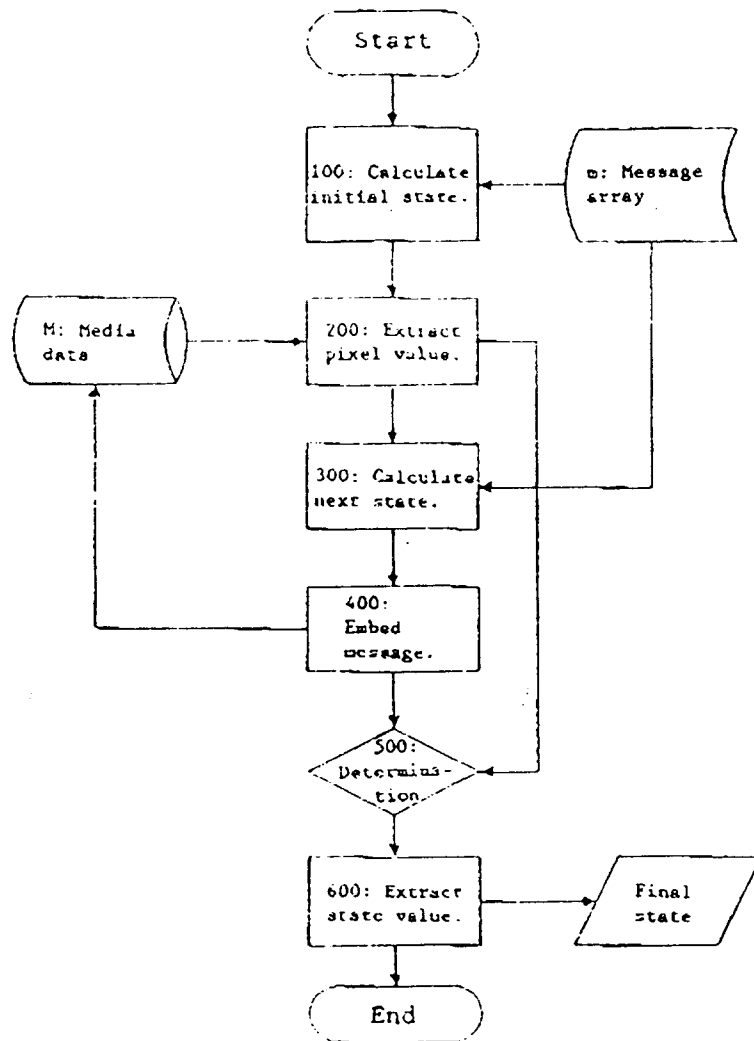 Start
100: Calculate
initial state.
m: Message
array
M: Media
data
200: Extract
pixel value.
300: Calculate
next state.
400:
Embed
message.
500:
Determina-
tion
600: Extract
state value.
Final
state
End